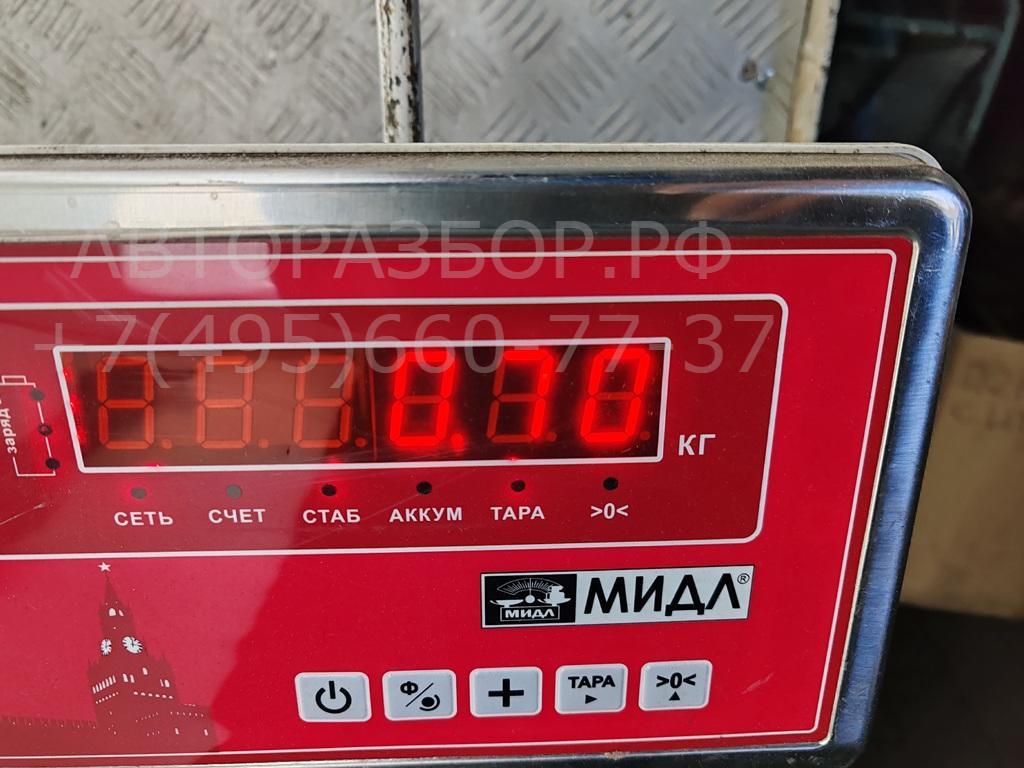 АВТОРАЗБОР.РФ
+7(495)660-77-37
0.70
КГ
заряд
СЕТЬ СЧЕТ СТАБ АККУМ ТАРА >0<
МИДЛ МИДЛ®
Ф + ТАРА >0<